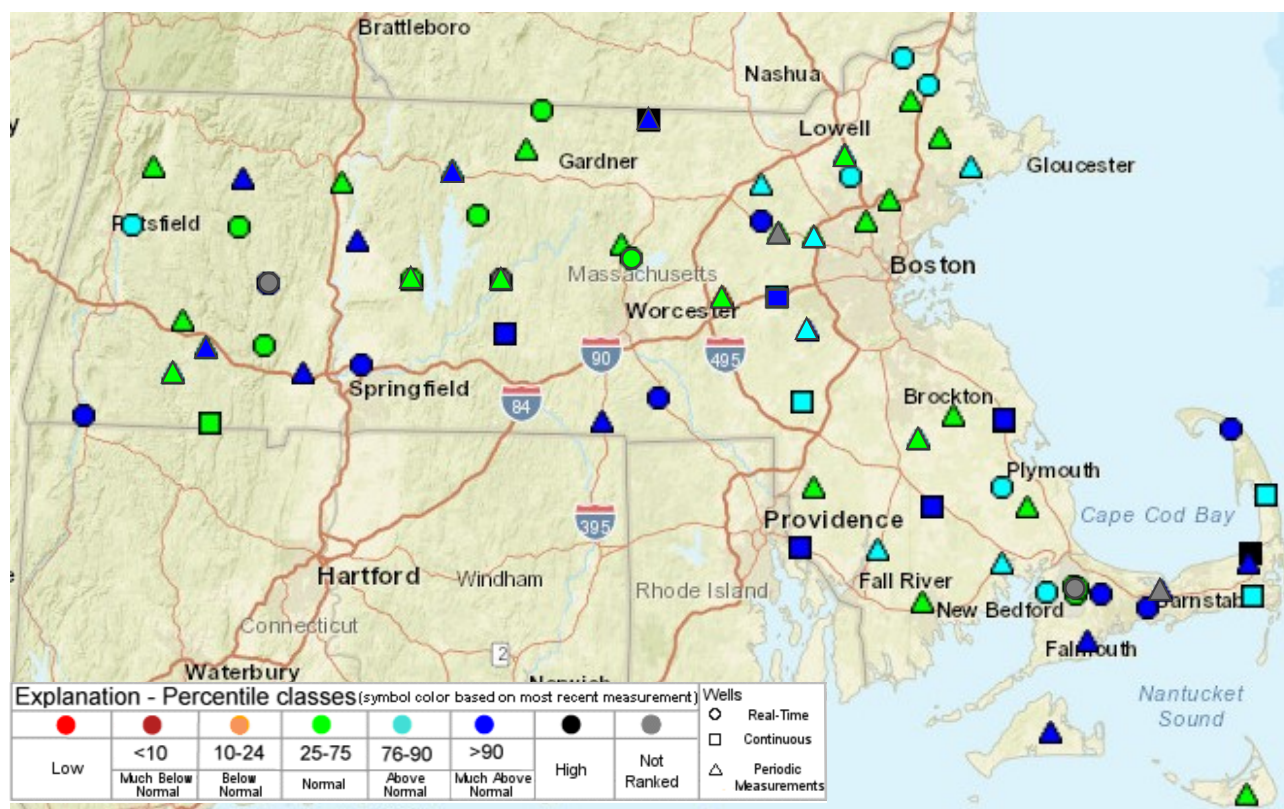 Brattleboro
Nashua
Lowell
Gardner
Gloucester
Pittsfield
Boston
Massachusetts
Worcester
90
495
Springfield
84
Brockton
Plymouth
Cape Cod Bay
395
Providence
Hartford
Windham
Rhode Island
Fall River
New Bedford
Barnstab
Connecticut
2
Falmouth
Waterbury
Norwich
Nantucket
Sound
Explanation - Percentile classes (symbol color based on most recent measurement)
Wells
Real-Time
Continuous
Periodic
Measurements
<10 10-24 25-75 76-90 >90
Low High Not
Ranked
Much Below
Normal
Below
Normal
Normal
Above
Normal
Much Above
Normal